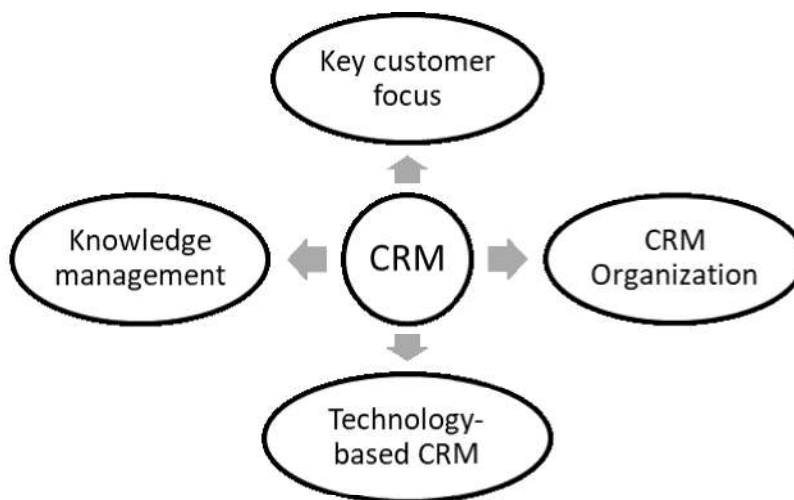 Key customer
focus
Knowledge
management
CRM
CRM
Organization
Technology-
based CRM